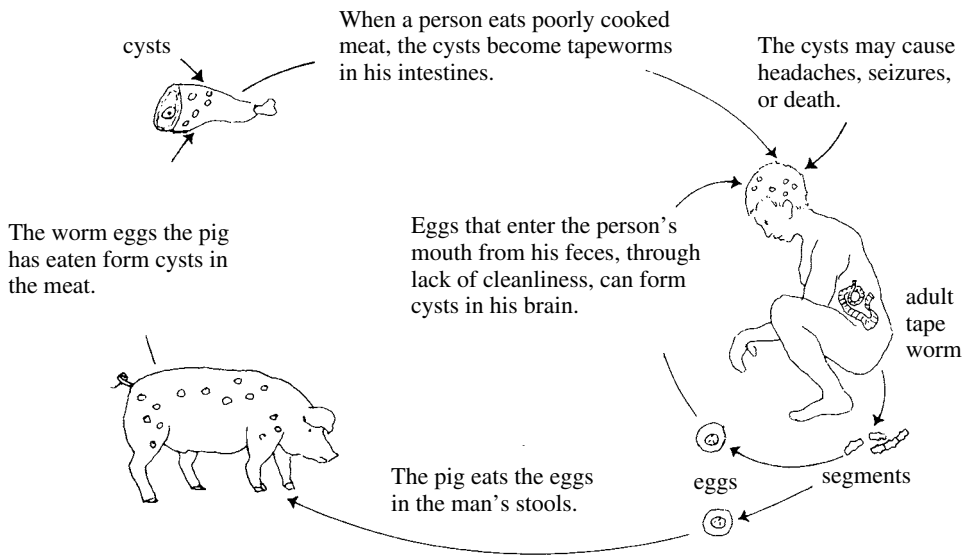 cysts
When a person eats poorly cooked
meat, the cysts become tapeworms
in his intestines.
The cysts may cause
headaches, seizures,
or death.
The worm eggs the pig
has eaten form cysts in
the meat.
Eggs that enter the person’s
mouth from his feces, through
lack of cleanliness, can form
cysts in his brain.
adult
tape
worm
The pig eats the eggs
in the man’s stools.
eggs
segments